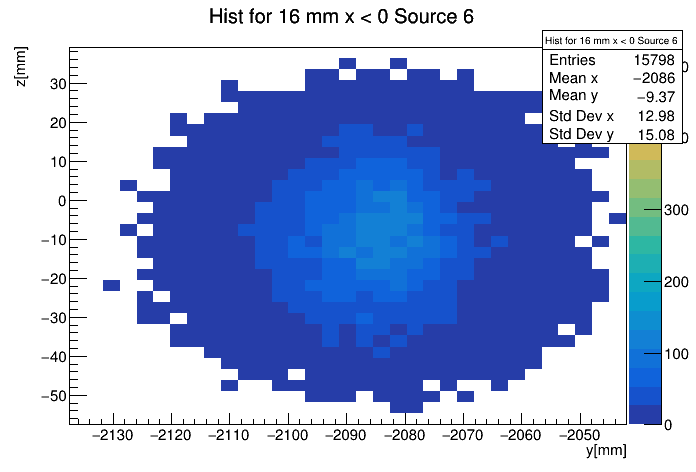 Hist for 16 mm x < 0 Source 6
z[mm]
Hist for 16 mm x < 0 Source 6
Entries 15798
Mean x −2086
Mean y −9.37
Std Dev x 12.98
Std Dev y 15.08
30
20
10
0
−10
−20
−30
−40
−50
0
0
300
200
100
0
−2130 −2120 −2110 −2100 −2090 −2080 −2070 −2060 −2050
y[mm]